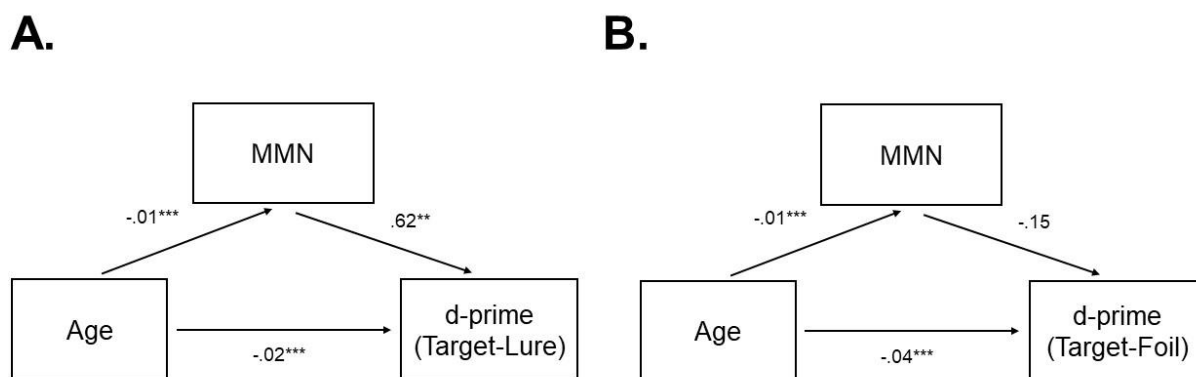 A.
MMN
-.01***
.62**
Age
-.02***
d-prime
(Target-Lure)
B.
MMN
-.01***
-.15
Age
-.04***
d-prime
(Target-Foil)